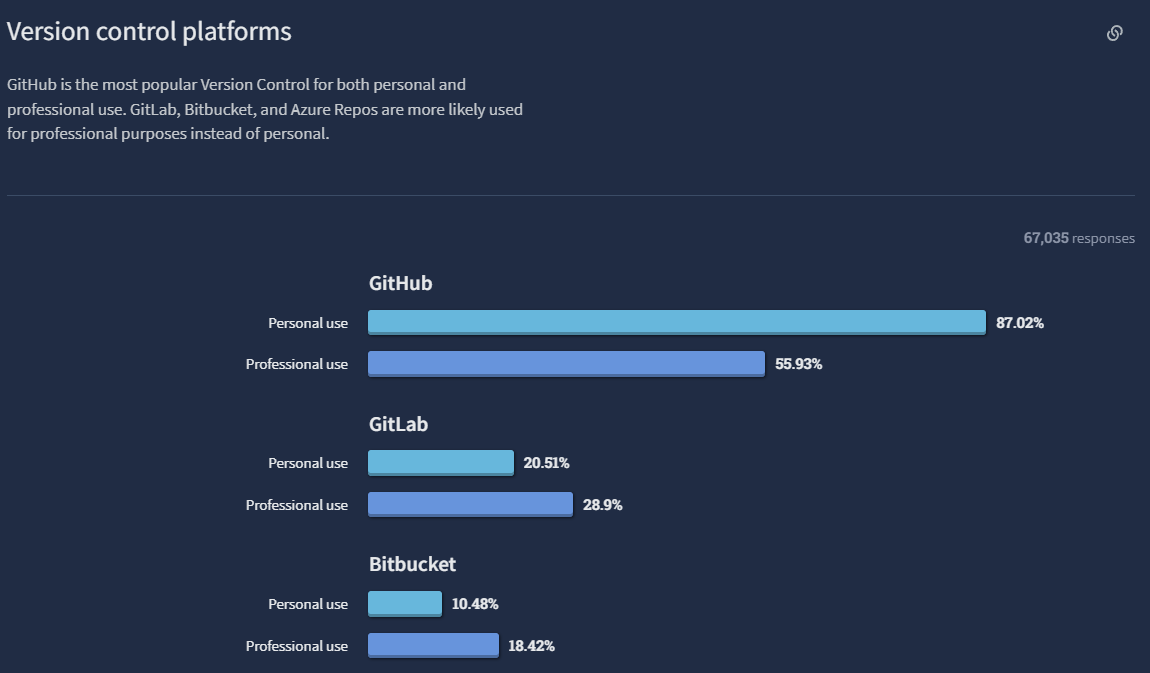 Version control platforms
GitHub is the most popular Version Control for both personal and
professional use. GitLab, Bitbucket, and Azure Repos are more likely used
for professional purposes instead of personal.
67,035 responses
GitHub
Personal use 87.02%
Professional use 55.93%
GitLab
Personal use 20.51%
Professional use 28.9%
Bitbucket
Personal use 10.48%
Professional use 18.42%